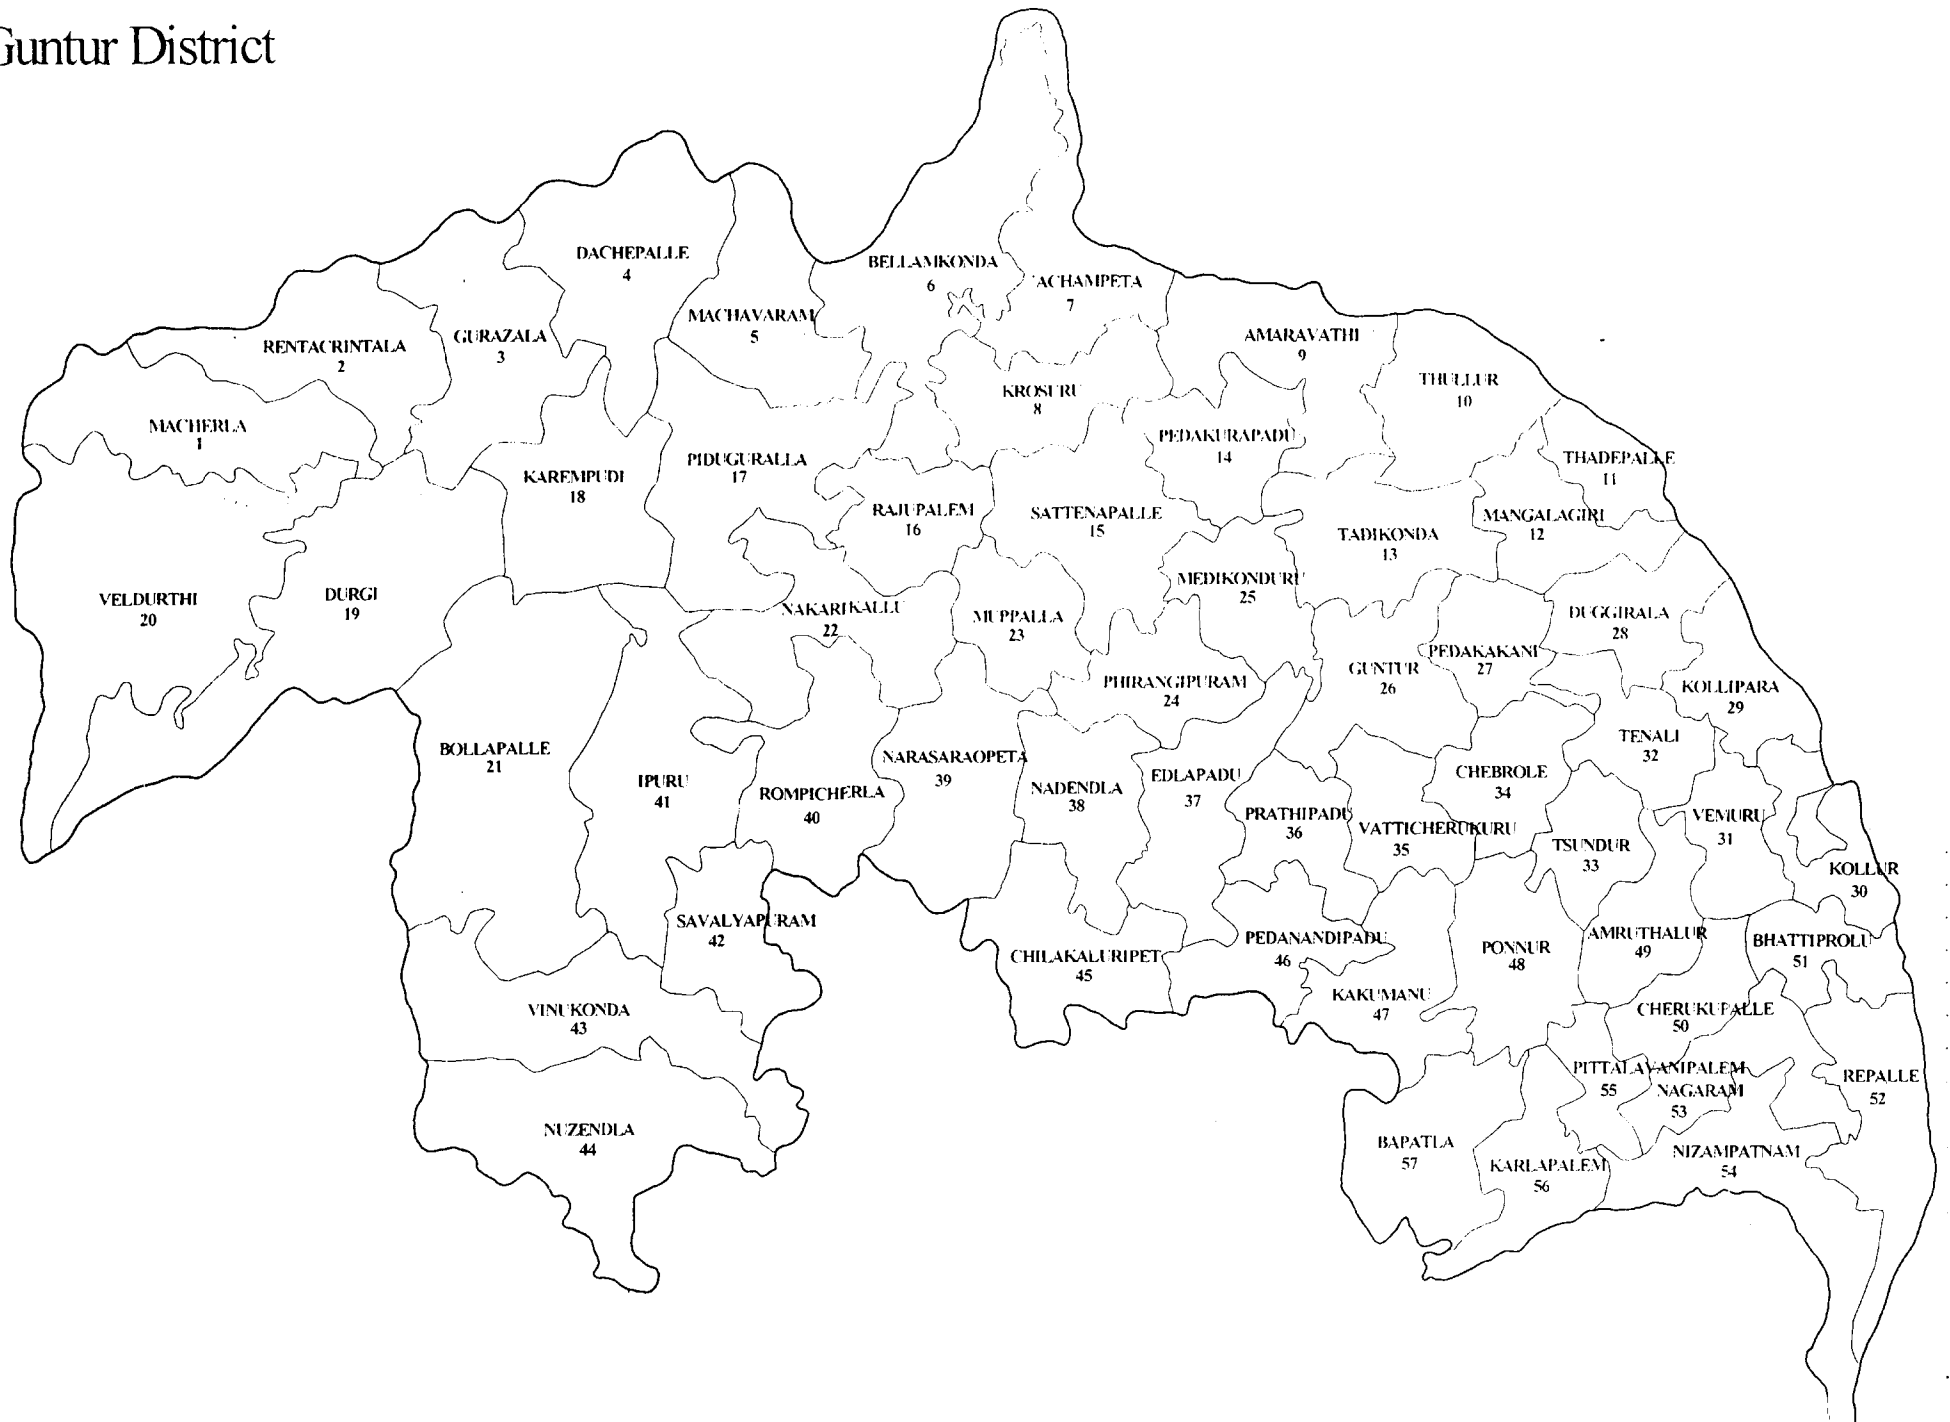 Guntur District
DACHEPALLE
4
BELLAMKONDA
6
ACHAMPETA
7
MACHAVARAM
5
GURAZALA
3
RENTACRINTALA
2
AMARAVATHI
9
THULLUR
10
KROSURU
8
MACHERLA
1
PEDAKURAPADU
14
THADEPALLE
11
PIDUGURALLA
17
KAREMPUDI
18
RAJUPALEM
16
SATTENAPALLE
15
MANGALAGIRI
12
TADIKONDA
13
MEDIKONDURU
25
VELDURTHI
20
DURGI
19
NAKARIKALLU
22
MUPPALLA
23
DUGGIRALA
28
PEDAKAKANI
27
GUNTUR
26
PHIRANGIPURAM
24
KOLLIPARA
29
TENALI
32
BOLLAPALLE
21
NARASARAOPETA
39
IPURU
41
ROMPICHERLA
40
NADENDLA
38
EDLAPADU
37
CHEBROLE
34
PRATHIPADU
36
VATTICHERUKURU
35
VEMURU
31
TSUNDUR
33
KOLLUR
30
SAVALYAPURAM
42
PEDANANDIPADU
46
AMRUTHALUR
49
BHATTIPROLU
51
PONNUR
48
CHILAKALURIPET
45
KAKUMANU
47
VINUKONDA
43
CHERUKUPALLE
50
PITTALAVANIPALEM
55
REPALLE
52
NAGARAM
53
NUZENDLA
44
BAPATLA
57
KARLAPALEM
56
NIZAMPATNAM
54